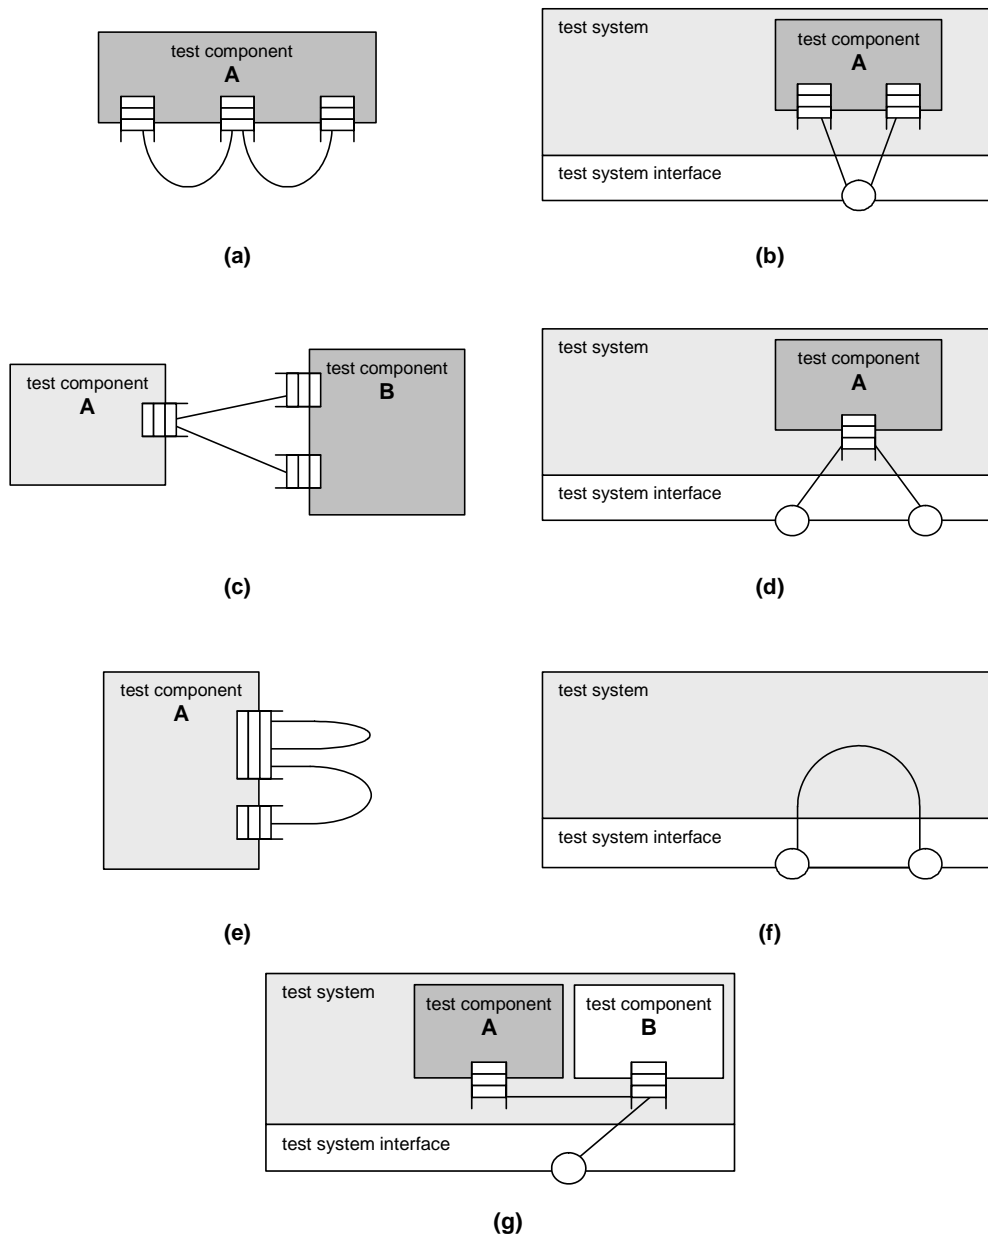 test component
A
(a)
test system
test component
A
test system interface
(b)
test component
A
test component
B
(c)
test system
test component
A
test system interface
(d)
test component
A
(e)
test system
test system interface
(f)
test system
test component
A
test component
B
test system interface
(g)